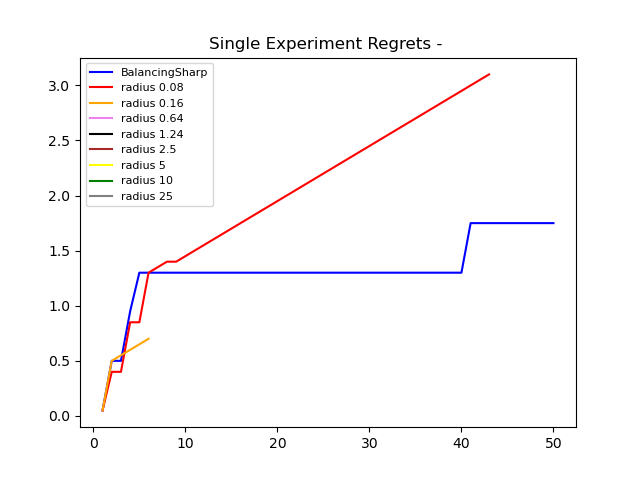 Single Experiment Regrets -
BalancingSharp
radius 0.08
radius 0.16
radius 0.64
radius 1.24
radius 2.5
radius 5
radius 10
radius 25
3.0
2.5
2.0
1.5
1.0
0.5
0.0
0 10 20 30 40 50